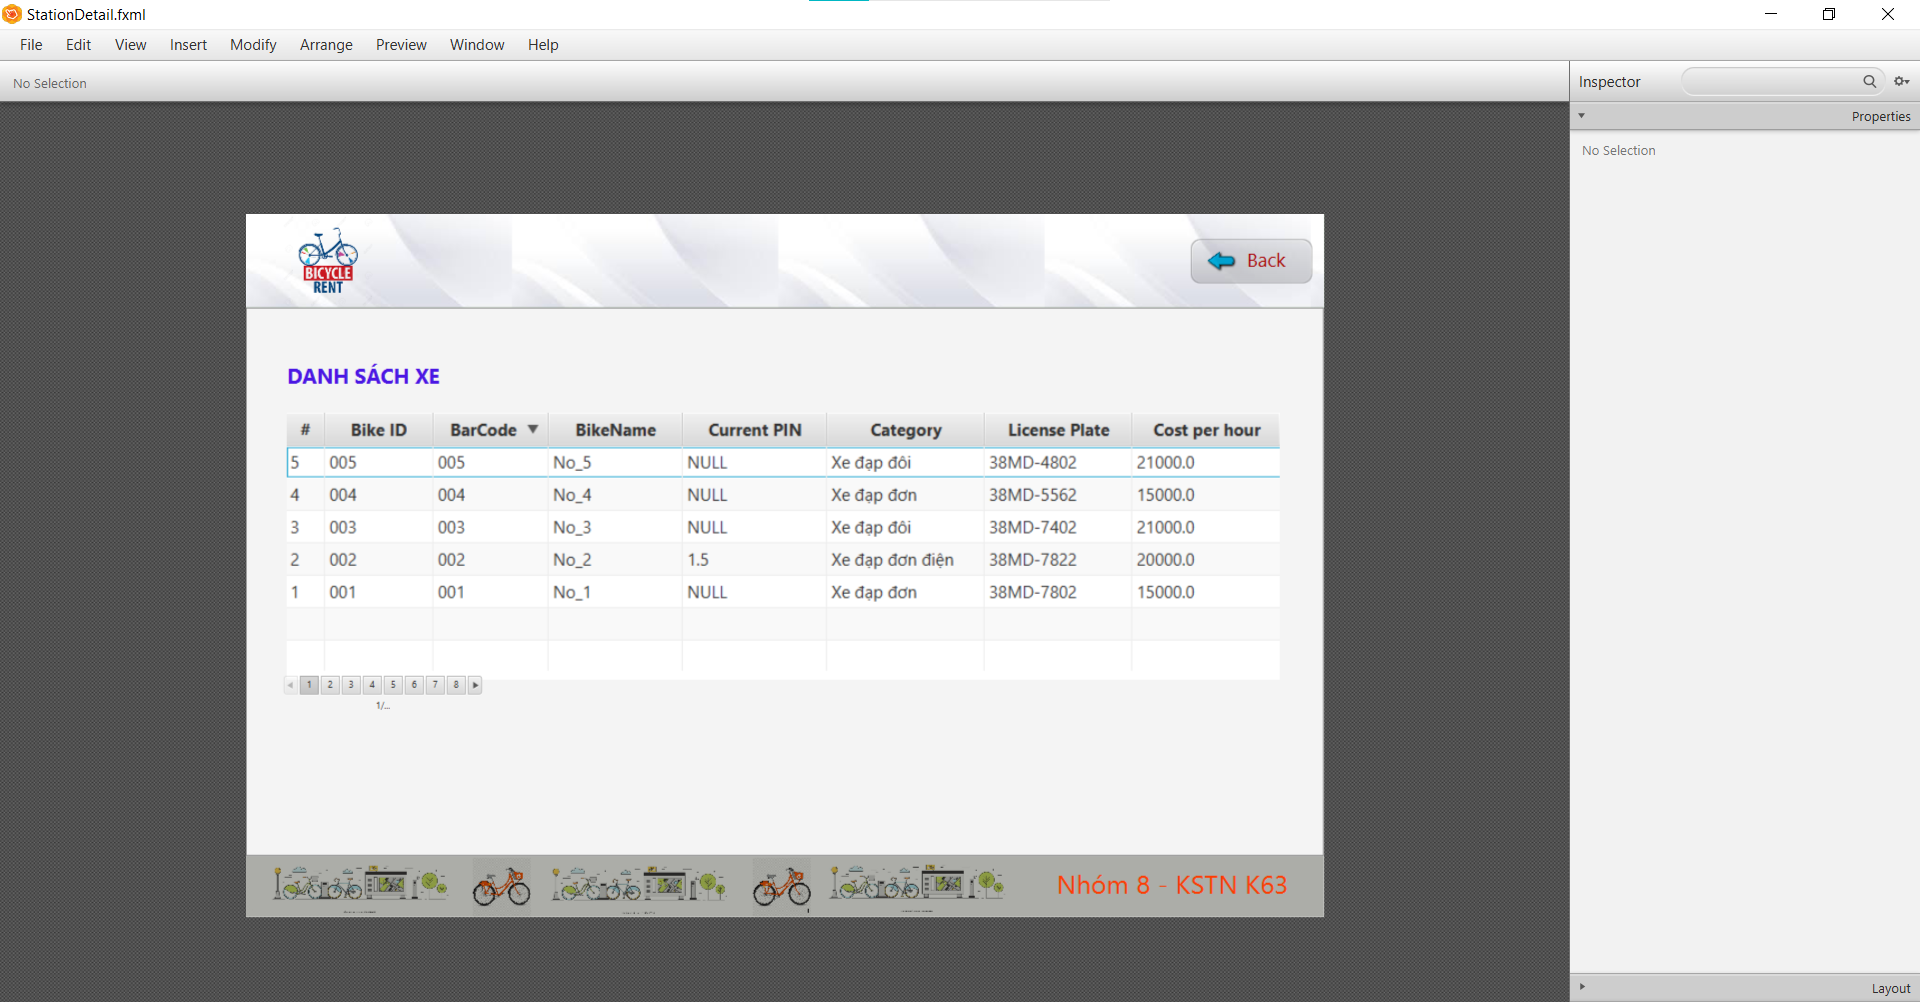 StationDetail.fxml
File Edit View Insert Modify Arrange Preview Window Help
No Selection
Inspector
Properties
No Selection
BICYCLE
RENT
Back
DANH SÁCH XE
# Bike ID BarCode BikeName Current PIN Category License Plate Cost per hour
5 005 005 No_5 NULL Xe đạp đôi 38MD-4802 21000.0
4 004 004 No_4 NULL Xe đạp đơn 38MD-5562 15000.0
3 003 003 No_3 NULL Xe đạp đôi 38MD-7402 21000.0
2 002 002 No_2 1.5 Xe đạp đơn điện 38MD-7822 20000.0
1 001 001 No_1 NULL Xe đạp đơn 38MD-7802 15000.0
1 2 3 4 5 6 7 8
1/...
Nhóm 8 - KSTN K63
Layout